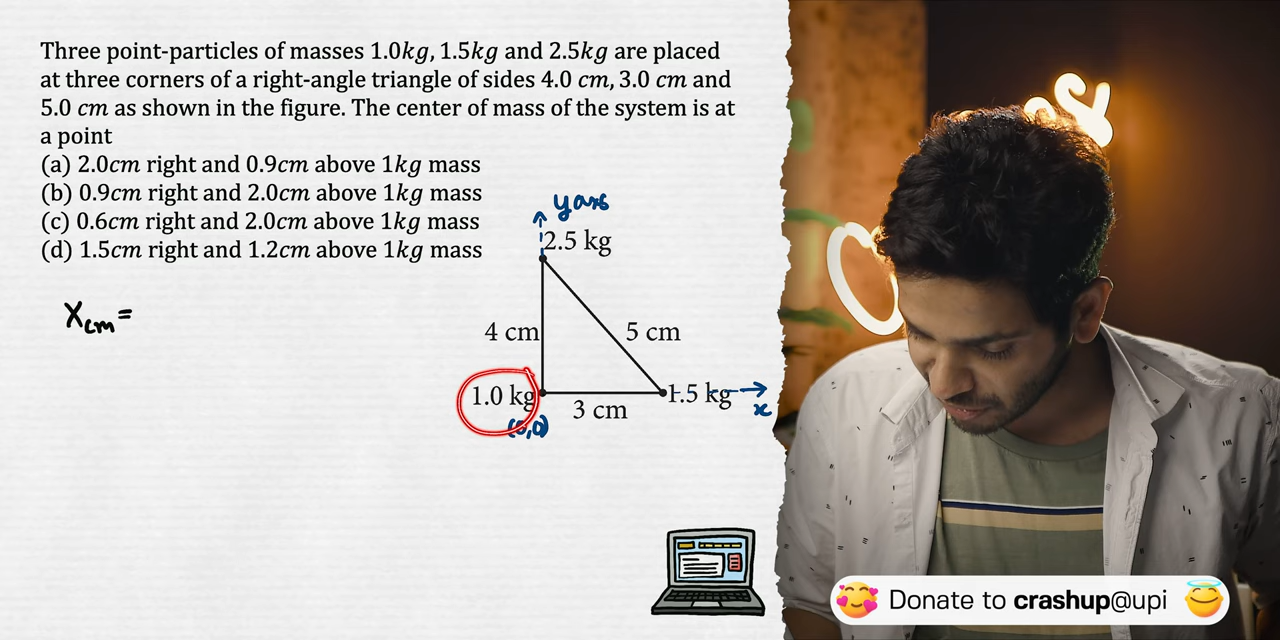 Three point-particles of masses 1.0kg, 1.5kg and 2.5kg are placed
at three corners of a right-angle triangle of sides 4.0 cm, 3.0 cm and
5.0 cm as shown in the figure. The center of mass of the system is at
a point
(a) 2.0cm right and 0.9cm above 1kg mass
(b) 0.9cm right and 2.0cm above 1kg mass
(c) 0.6cm right and 2.0cm above 1kg mass
(d) 1.5cm right and 1.2cm above 1kg mass
y axis
2.5 kg
Xcm =
4 cm
5 cm
1.0 kg
1.5 kg
x
3 cm
(0,0)
Donate to crashup@upi